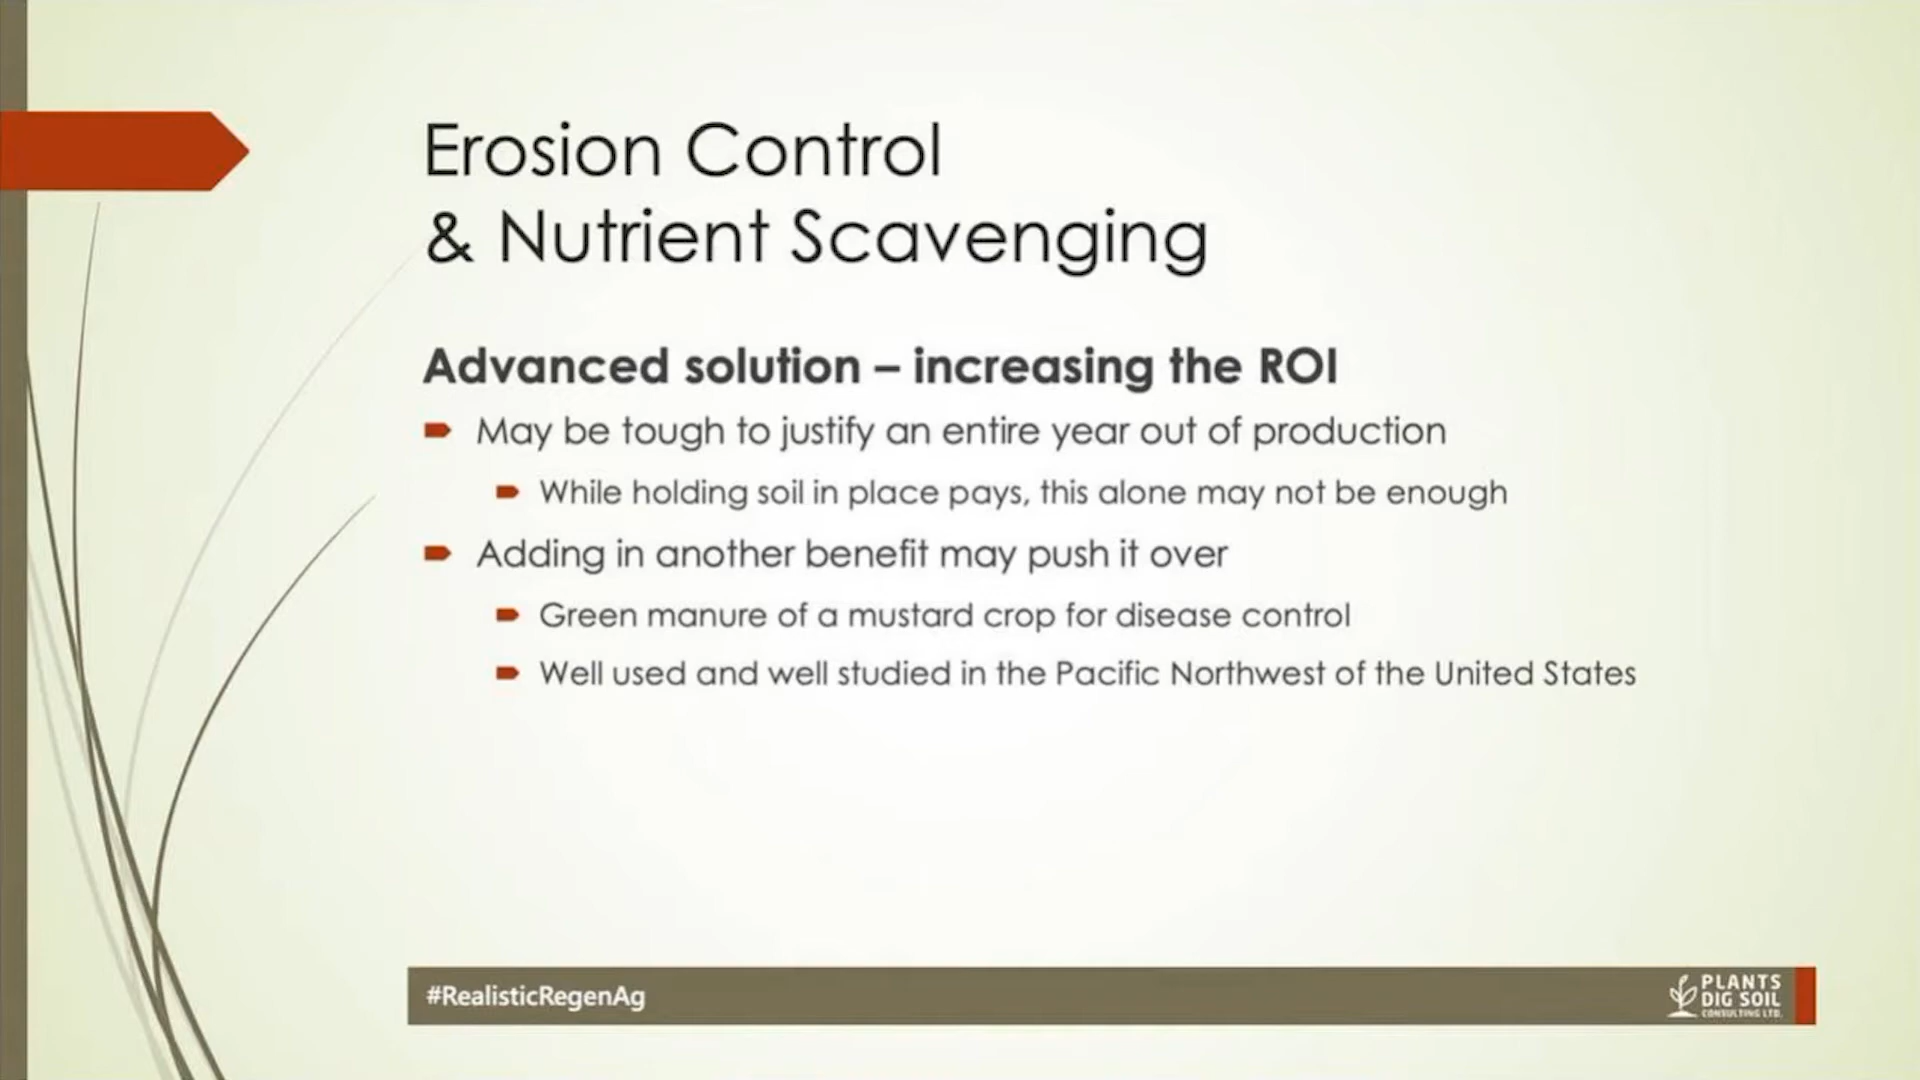 Erosion Control
& Nutrient Scavenging
Advanced solution – increasing the ROI
May be tough to justify an entire year out of production
While holding soil in place pays, this alone may not be enough
Adding in another benefit may push it over
Green manure of a mustard crop for disease control
Well used and well studied in the Pacific Northwest of the United States
#RealisticRegenAg
PLANTS
DIG SOIL
CONSULTING LTD.